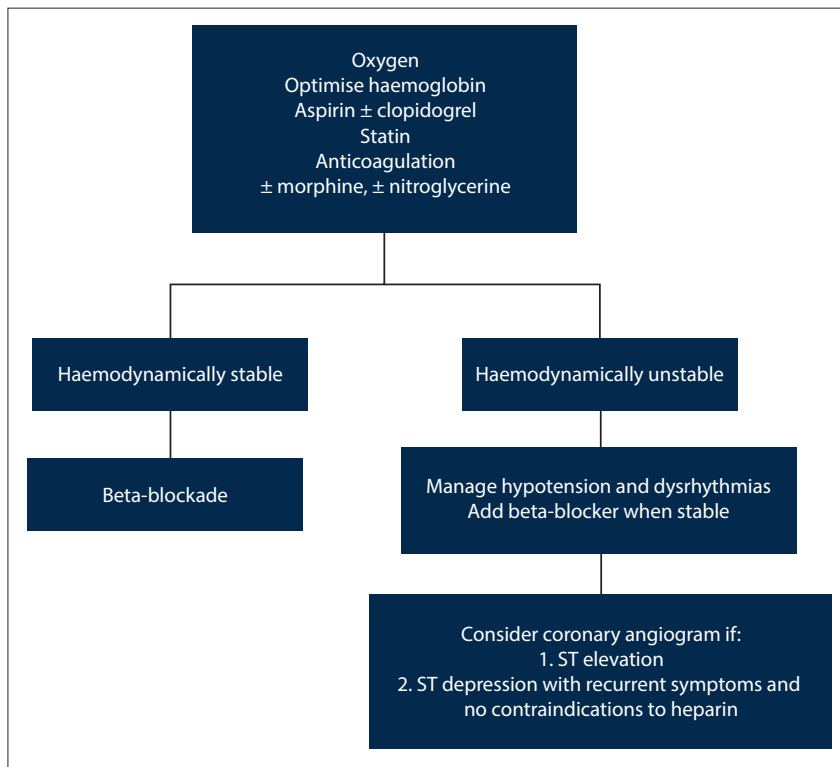 Oxygen
Optimise haemoglobin
Aspirin ± clopidogrel
Statin
Anticoagulation
± morphine, ± nitroglycerine
Haemodynamically stable
Haemodynamically unstable
Beta-blockade
Manage hypotension and dysrhythmias
Add beta-blocker when stable
Consider coronary angiogram if:
1. ST elevation
2. ST depression with recurrent symptoms and
no contraindications to heparin